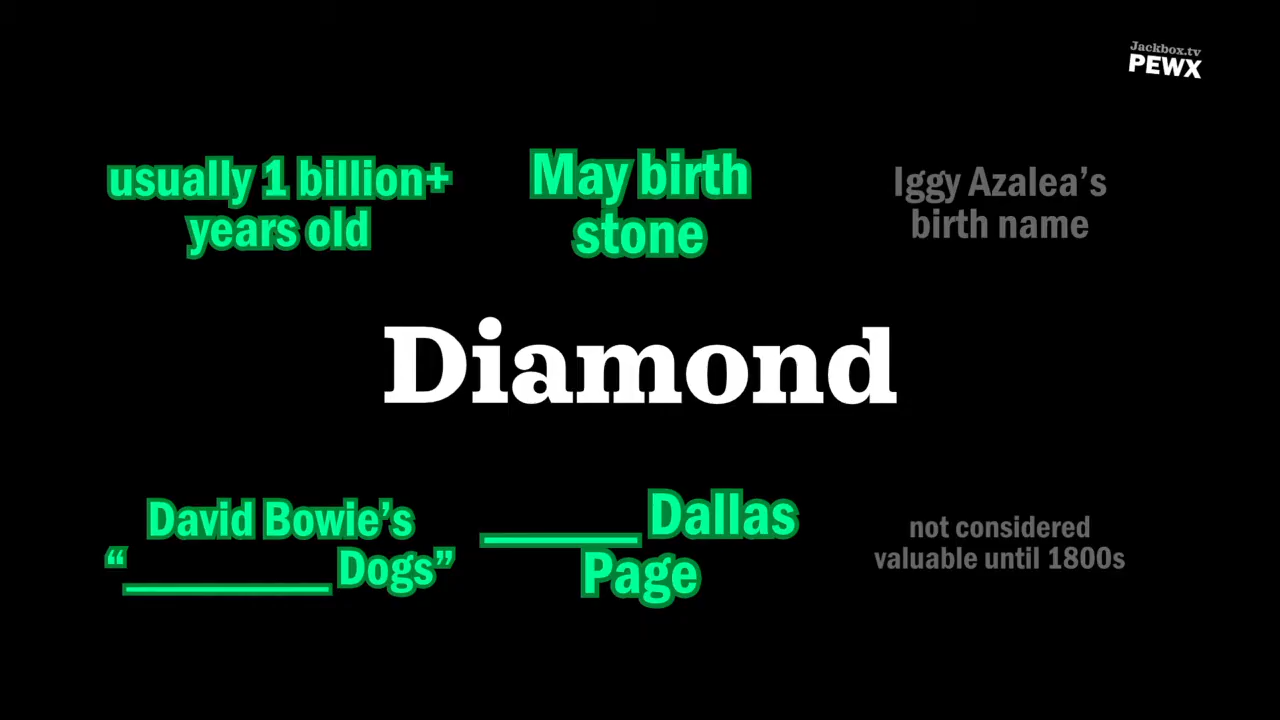 Jackbox.tv
PEWX
usually 1 billion+
years old
May birth
stone
Iggy Azalea's
birth name
Diamond
David Bowie's
“__________ Dogs”
________ Dallas
Page
not considered
valuable until 1800s